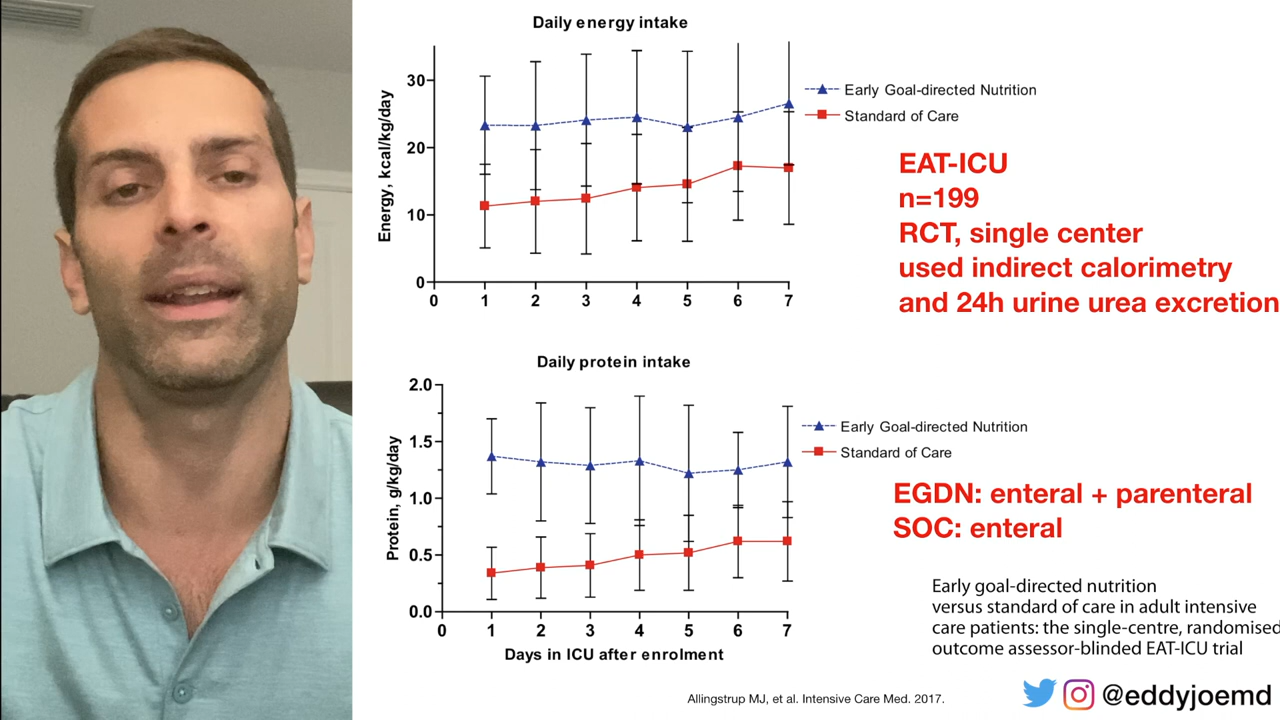 Daily energy intake
Energy, kcal/kg/day
30
20
10
0
0 1 2 3 4 5 6 7
Early Goal-directed Nutrition
Standard of Care
EAT-ICU
n=199
RCT, single center
used indirect calorimetry
and 24h urine urea excretion
Daily protein intake
Protein, g/kg/day
2.0
1.5
1.0
0.5
0.0
0 1 2 3 4 5 6 7
Days in ICU after enrolment
Early Goal-directed Nutrition
Standard of Care
EGDN: enteral + parenteral
SOC: enteral
Early goal-directed nutrition
versus standard of care in adult intensive
care patients: the single-centre, randomised
outcome assessor-blinded EAT-ICU trial
Allingstrup MJ, et al. Intensive Care Med. 2017.
@eddyjoemd